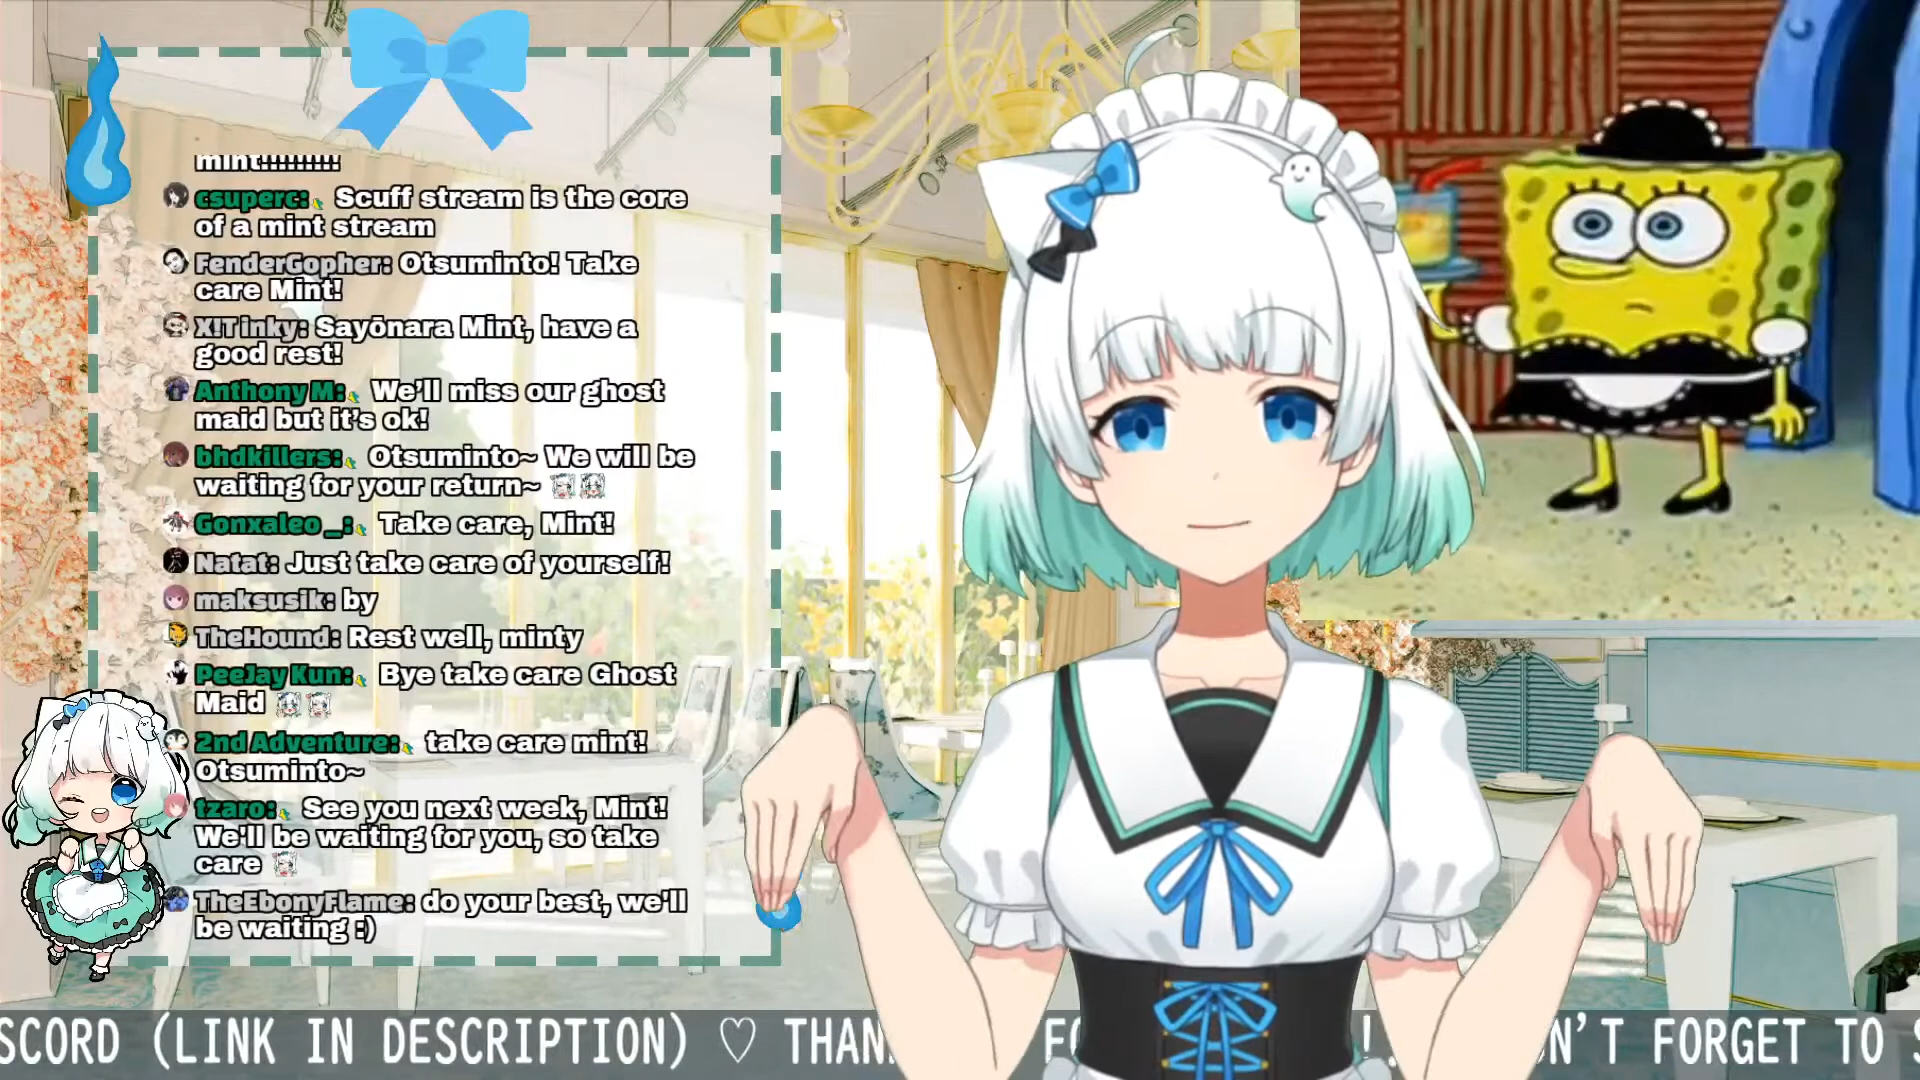 mint!!!!!!!!!
csuperc: Scuff stream is the core
of a mint stream
FenderGopher: Otsuminto! Take
care Mint!
X!Tinky: Sayōnara Mint, have a
good rest!
Anthony M: We'll miss our ghost
maid but it's ok!
bhdkillers: Otsuminto~ We will be
waiting for your return~
Gonxaleo_: Take care, Mint!
Natat: Just take care of yourself!
maksusik: by
TheHound: Rest well, minty
PeeJay Kun: Bye take care Ghost
Maid
2nd Adventure: take care mint!
Otsuminto~
tzaro: See you next week, Mint!
We'll be waiting for you, so take
care
TheEbonyFlame: do your best, we'll
be waiting :)
SCORD (LINK IN DESCRIPTION) ♡ THAN N'T FORGET TO S